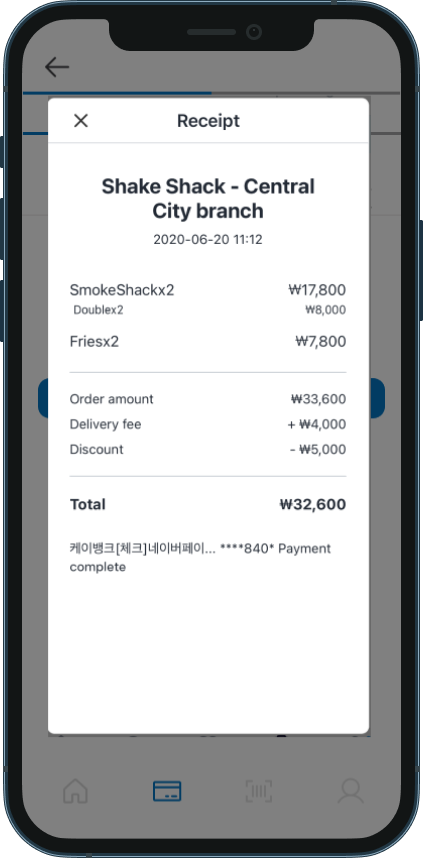 Receipt
Shake Shack - Central
City branch
2020-06-20 11:12
SmokeShackx2 ₩17,800
Doublex2 ₩8,000
Friesx2 ₩7,800
Order amount ₩33,600
Delivery fee + ₩4,000
Discount - ₩5,000
Total ₩32,600
케이뱅크[체크]네이버페이... ****840* Payment
complete